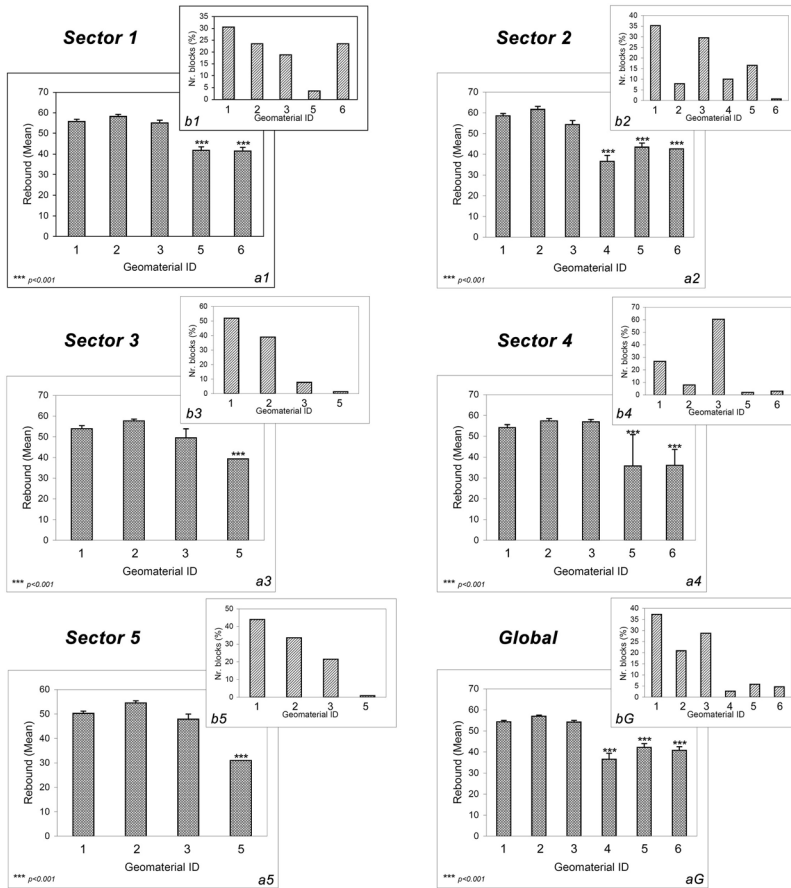 Sector 1
35
30
25
20
15
10
5
0
Nr. blocks (%)
1 2 3 5 6
Geomaterial ID
b1
70
60
50
40
30
20
10
0
Rebound (Mean)
*** ***
1 2 3 5 6
Geomaterial ID
*** p<0.001
a1
Sector 2
40
35
30
25
20
15
10
5
0
Nr. blocks (%)
1 2 3 4 5 6
Geomaterial ID
b2
70
60
50
40
30
20
10
0
Rebound (Mean)
*** *** ***
1 2 3 4 5 6
Geomaterial ID
*** p<0.001
a2
Sector 3
60
50
40
30
20
10
0
Nr. blocks (%)
1 2 3 5
Geomaterial ID
b3
70
60
50
40
30
20
10
0
Rebound (Mean)
***
1 2 3 5
Geomaterial ID
*** p<0.001
a3
Sector 4
70
60
50
40
30
20
10
0
Nr. blocks (%)
1 2 3 5 6
Geomaterial ID
b4
70
60
50
40
30
20
10
0
Rebound (Mean)
*** ***
1 2 3 5 6
Geomaterial ID
*** p<0.001
a4
Sector 5
50
40
30
20
10
0
Nr. blocks (%)
1 2 3 5
Geomaterial ID
b5
60
50
40
30
20
10
0
Rebound (Mean)
***
1 2 3 5
Geomaterial ID
*** p<0.001
a5
Global
40
35
30
25
20
15
10
5
0
Nr. blocks (%)
1 2 3 4 5 6
Geomaterial ID
bG
70
60
50
40
30
20
10
0
Rebound (Mean)
*** *** ***
1 2 3 4 5 6
Geomaterial ID
*** p<0.001
aG